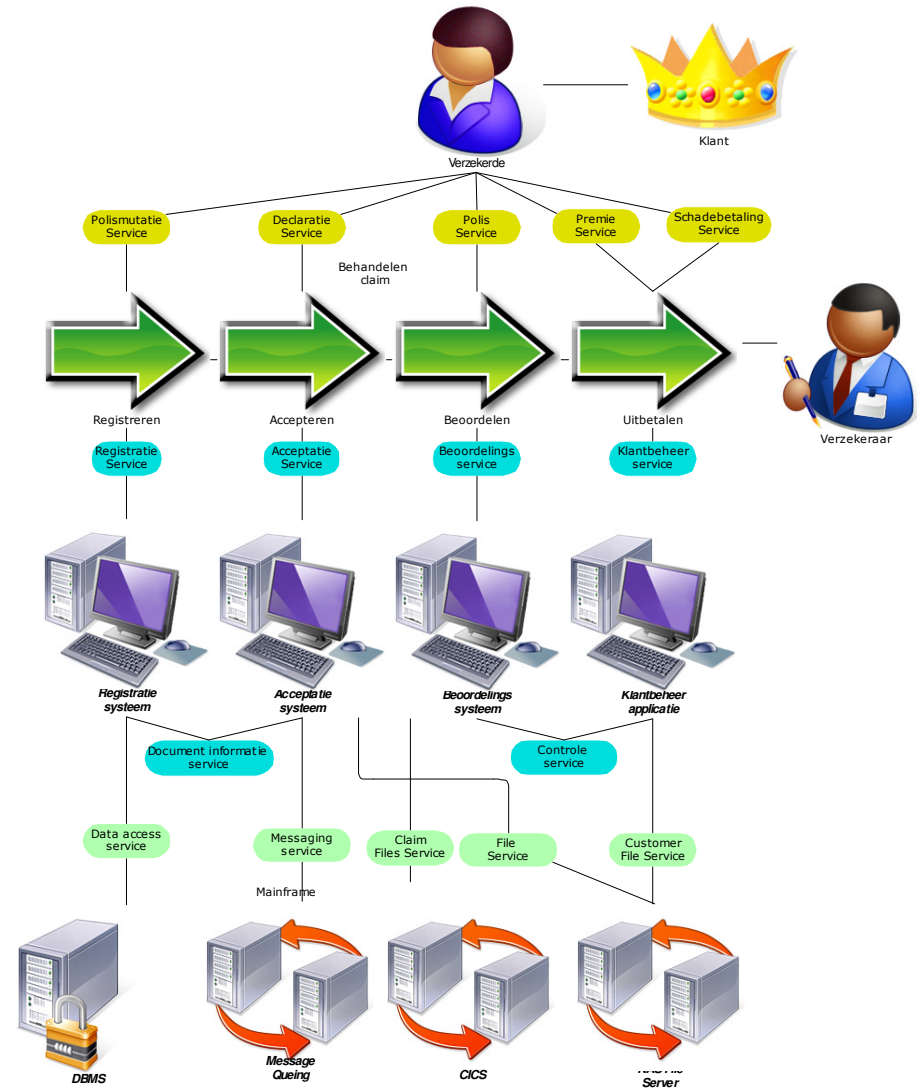 Klant
Verzekerde
Polismutatie
Service
Declaratie
Service
Polis
Service
Premie
Service
Schadebetaling
Service
Behandelen
claim
Registreren
Accepteren
Beoordelen
Uitbetalen
Verzekeraar
Registratie
Service
Acceptatie
Service
Beoordelings
service
Klantbeheer
service
Registratie
systeem
Acceptatie
systeem
Beoordelings
systeem
Klantbeheer
applicatie
Document informatie
service
Controle
service
Data access
service
Messaging
service
Claim
Files Service
File
Service
Customer
File Service
Mainframe
DBMS
Message
Queing
CICS
Server